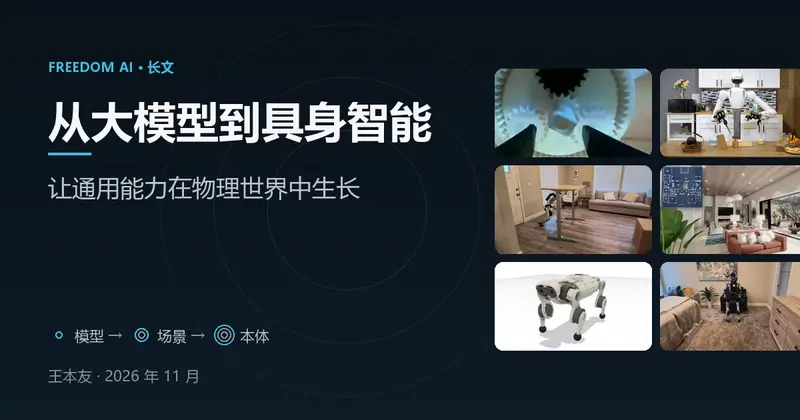 FREEDOM AI • 长文
从大模型到具身智能
让通用能力在物理世界中生长
模型 → 场景 → 本体
王本友 · 2026 年 11 月